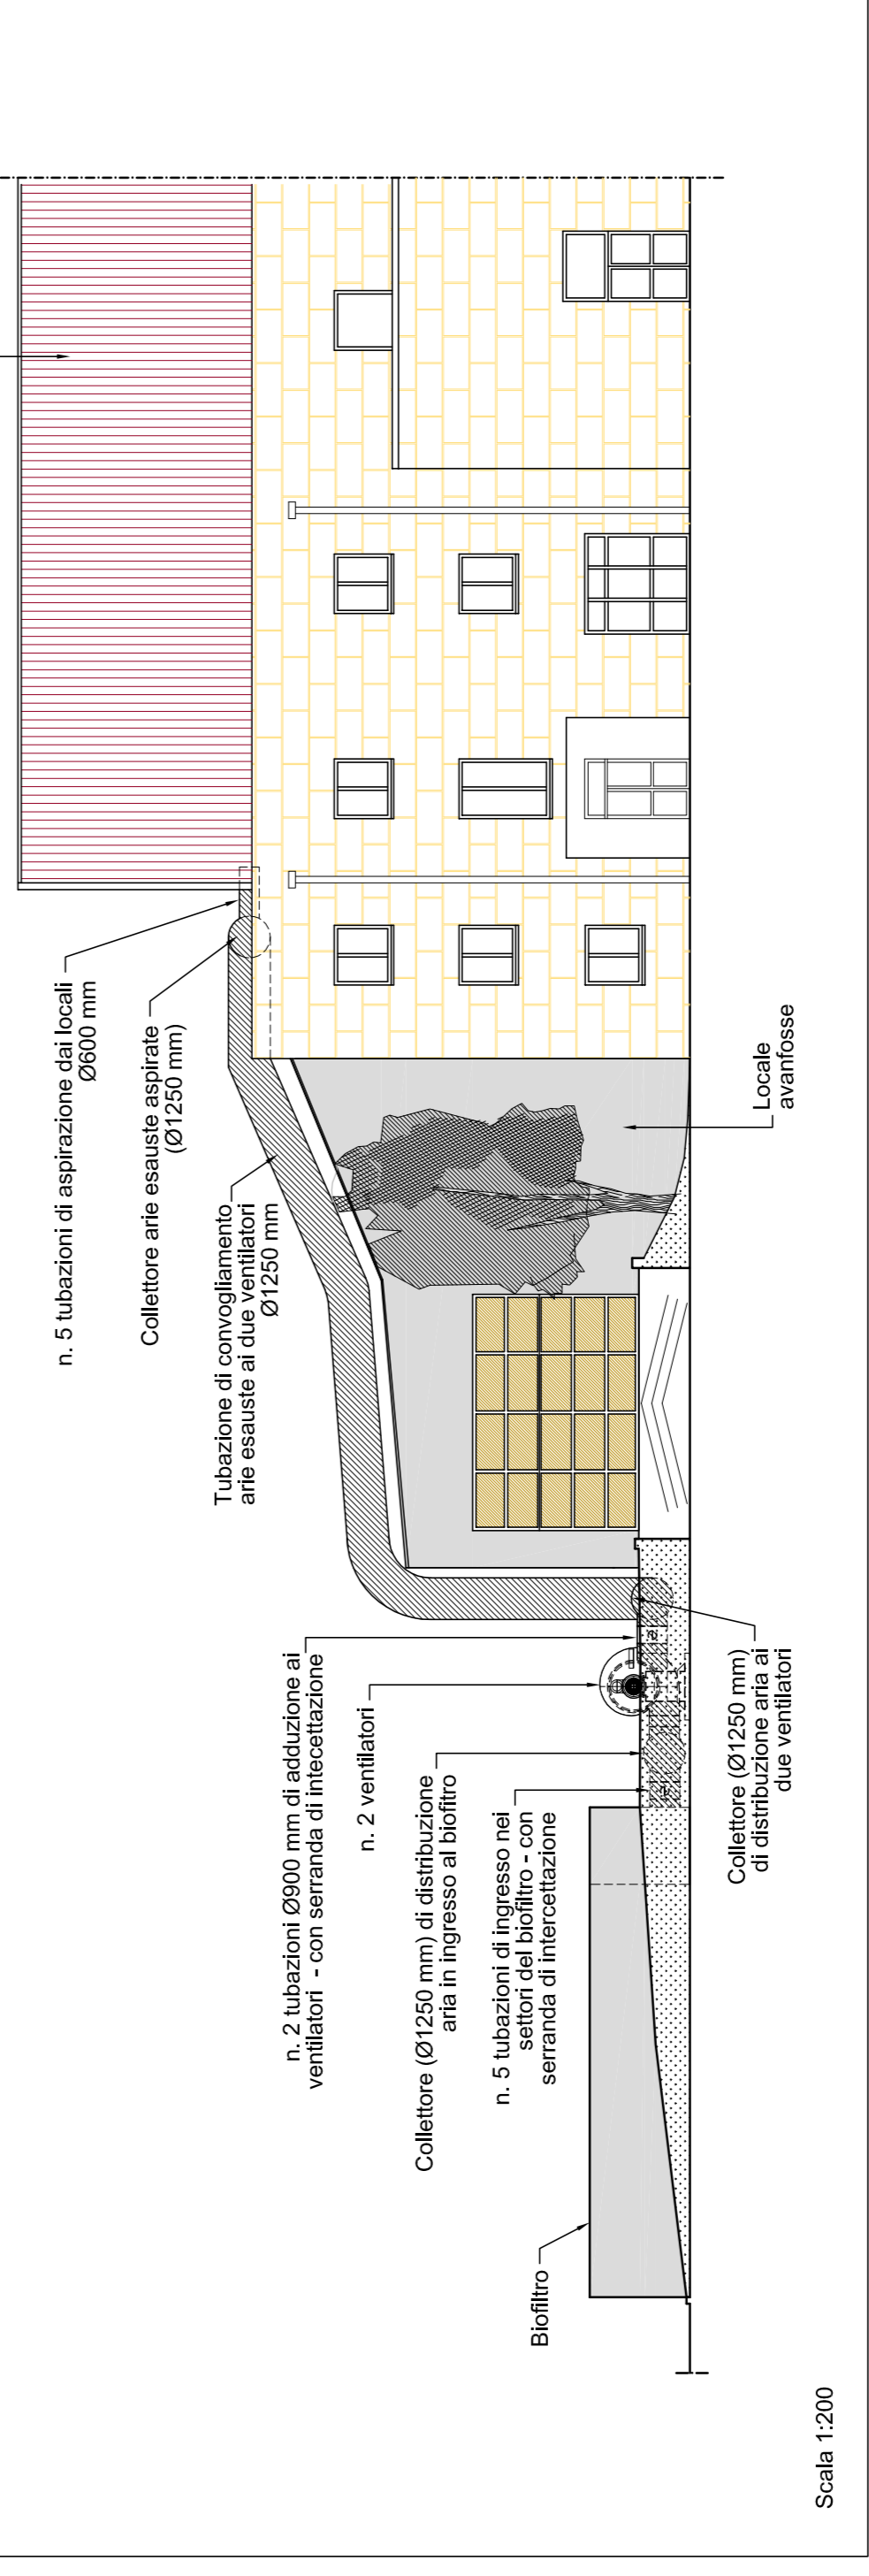 n. 5 tubazioni di aspirazione dai locali
Ø600 mm
Collettore arie esauste aspirate
(Ø1250 mm)
Tubazione di convogliamento
arie esauste ai due ventilatori
Ø1250 mm
n. 2 tubazioni Ø900 mm di adduzione ai
ventilatori - con serranda di intecettazione
n. 2 ventilatori
Collettore (Ø1250 mm) di distribuzione
aria in ingresso al biofitro
n. 5 tubazioni di ingresso nei
settori del biofiltro - con
serranda di intercettazione
Biofiltro
Locale
avanfosse
Collettore (Ø1250 mm)
di distribuzione aria ai
due ventilatori
Scala 1:200